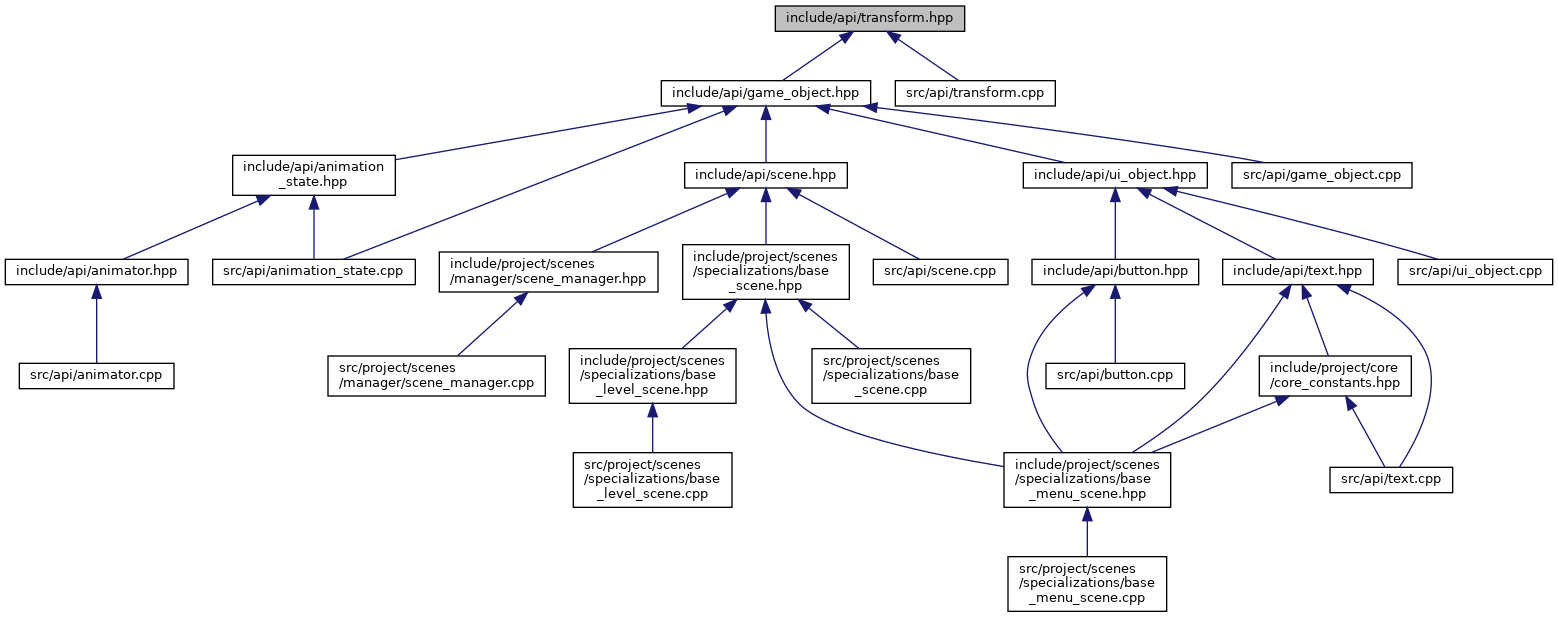 include/api/transform.hpp
include/api/game_object.hpp
src/api/transform.cpp
include/api/animation
_state.hpp
include/api/scene.hpp
include/api/ui_object.hpp
src/api/game_object.cpp
include/api/animator.hpp
src/api/animation_state.cpp
include/project/scenes
/manager/scene_manager.hpp
include/project/scenes
/specializations/base
_scene.hpp
src/api/scene.cpp
include/api/button.hpp
include/api/text.hpp
src/api/ui_object.cpp
src/api/animator.cpp
src/project/scenes
/manager/scene_manager.cpp
include/project/scenes
/specializations/base
_level_scene.hpp
src/project/scenes
/specializations/base
_scene.cpp
src/api/button.cpp
include/project/core
/core_constants.hpp
src/project/scenes
/specializations/base
_level_scene.cpp
include/project/scenes
/specializations/base
_menu_scene.hpp
src/api/text.cpp
src/project/scenes
/specializations/base
_menu_scene.cpp